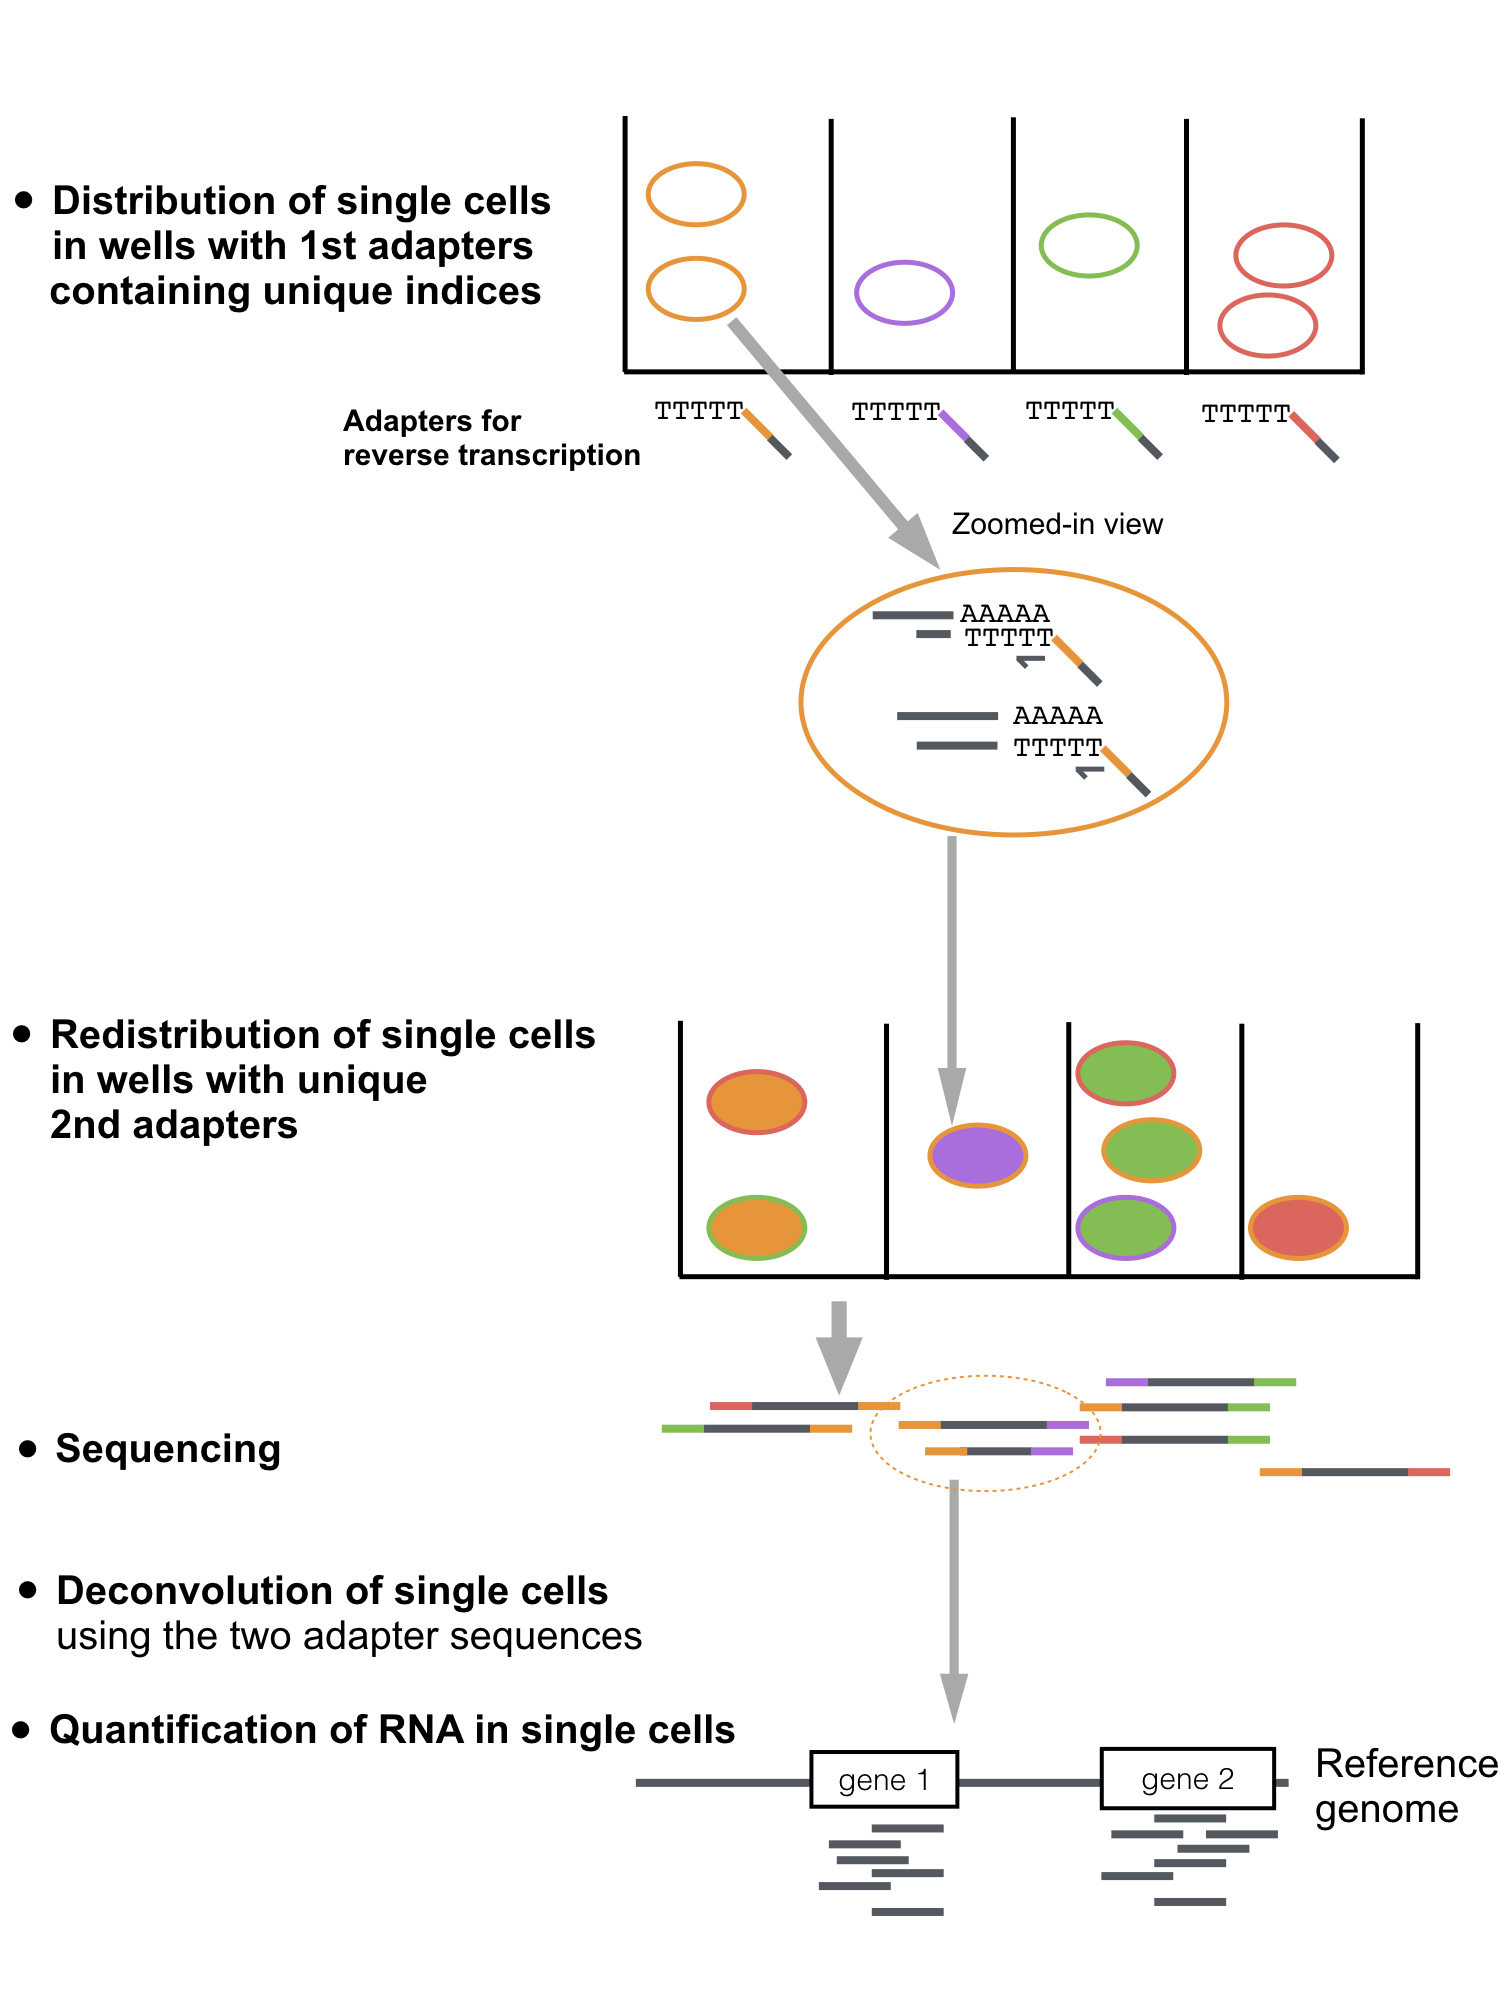 • Distribution of single cells
in wells with 1st adapters
containing unique indices
Adapters for
reverse transcription
TTTTT TTTTT TTTTT TTTTT
Zoomed-in view
AAAAA
TTTTT
AAAAA
TTTTT
• Redistribution of single cells
in wells with unique
2nd adapters
• Sequencing
• Deconvolution of single cells
using the two adapter sequences
• Quantification of RNA in single cells
gene 1
gene 2
Reference
genome